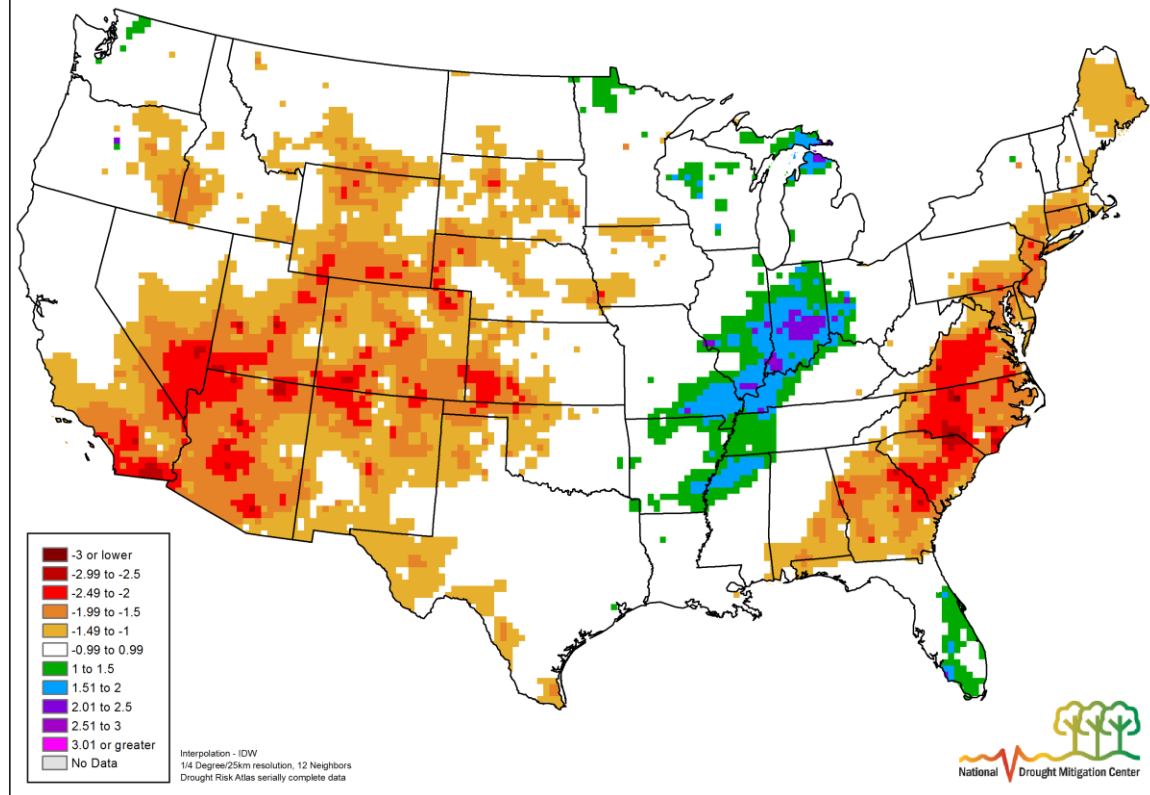 -3 or lower
-2.99 to -2.5
-2.49 to -2
-1.99 to -1.5
-1.49 to -1
-0.99 to 0.99
1 to 1.5
1.51 to 2
2.01 to 2.5
2.51 to 3
3.01 or greater
No Data
Interpolation - IDW
1/4 Degree/25km resolution, 12 Neighbors
Drought Risk Atlas serially complete data
National Drought Mitigation Center